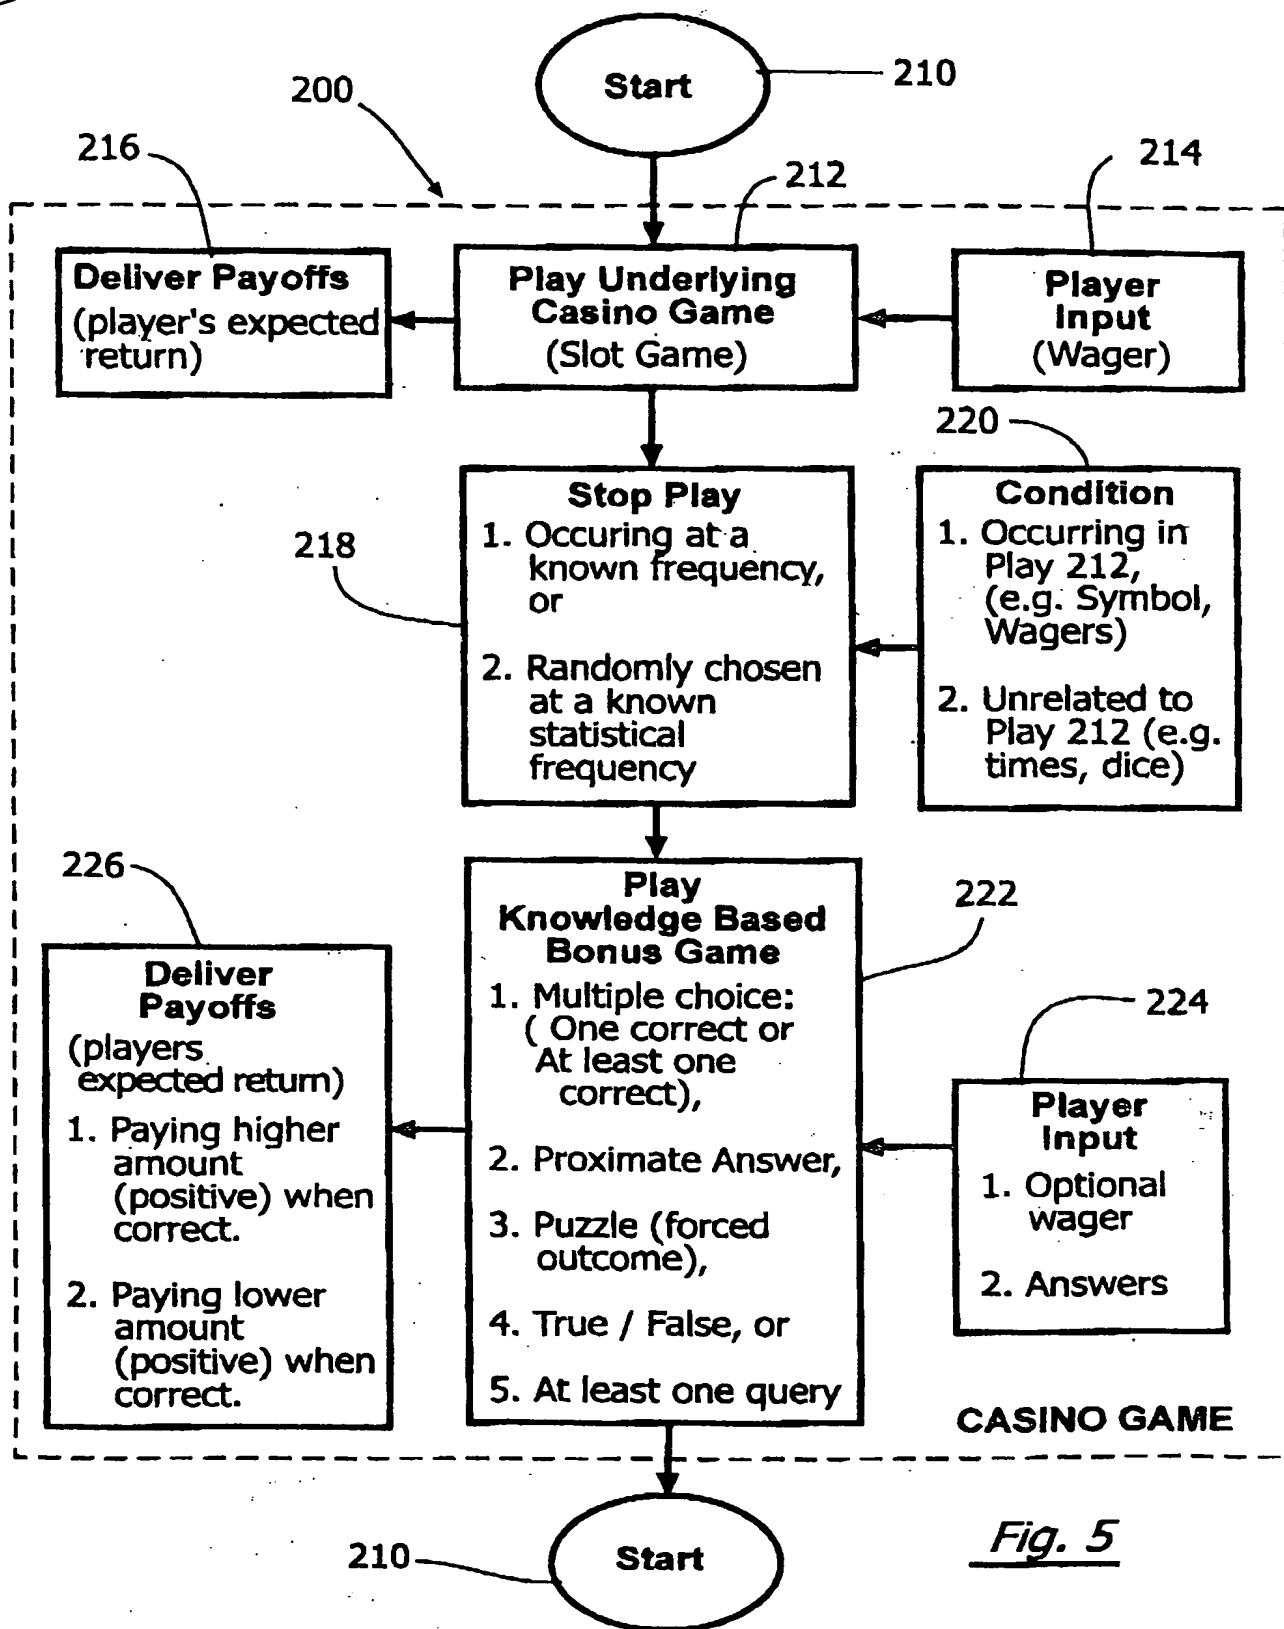 Start
210
200
216
212
214
Deliver Payoffs
(player's expected
return)
Play Underlying
Casino Game
(Slot Game)
Player
Input
(Wager)
220
218
Stop Play
1. Occuring at a
known frequency,
or
2. Randomly chosen
at a known
statistical
frequency
Condition
1. Occurring in
Play 212,
(e.g. Symbol,
Wagers)
2. Unrelated to
Play 212 (e.g.
times, dice)
226
222
224
Deliver
Payoffs
(players
expected return)
1. Paying higher
amount
(positive) when
correct.
2. Paying lower
amount
(positive) when
correct.
Play
Knowledge Based
Bonus Game
1. Multiple choice:
( One correct or
At least one
correct),
2. Proximate Answer,
3. Puzzle (forced
outcome),
4. True / False, or
5. At least one query
Player
Input
1. Optional
wager
2. Answers
CASINO GAME
210
Start
Fig. 5